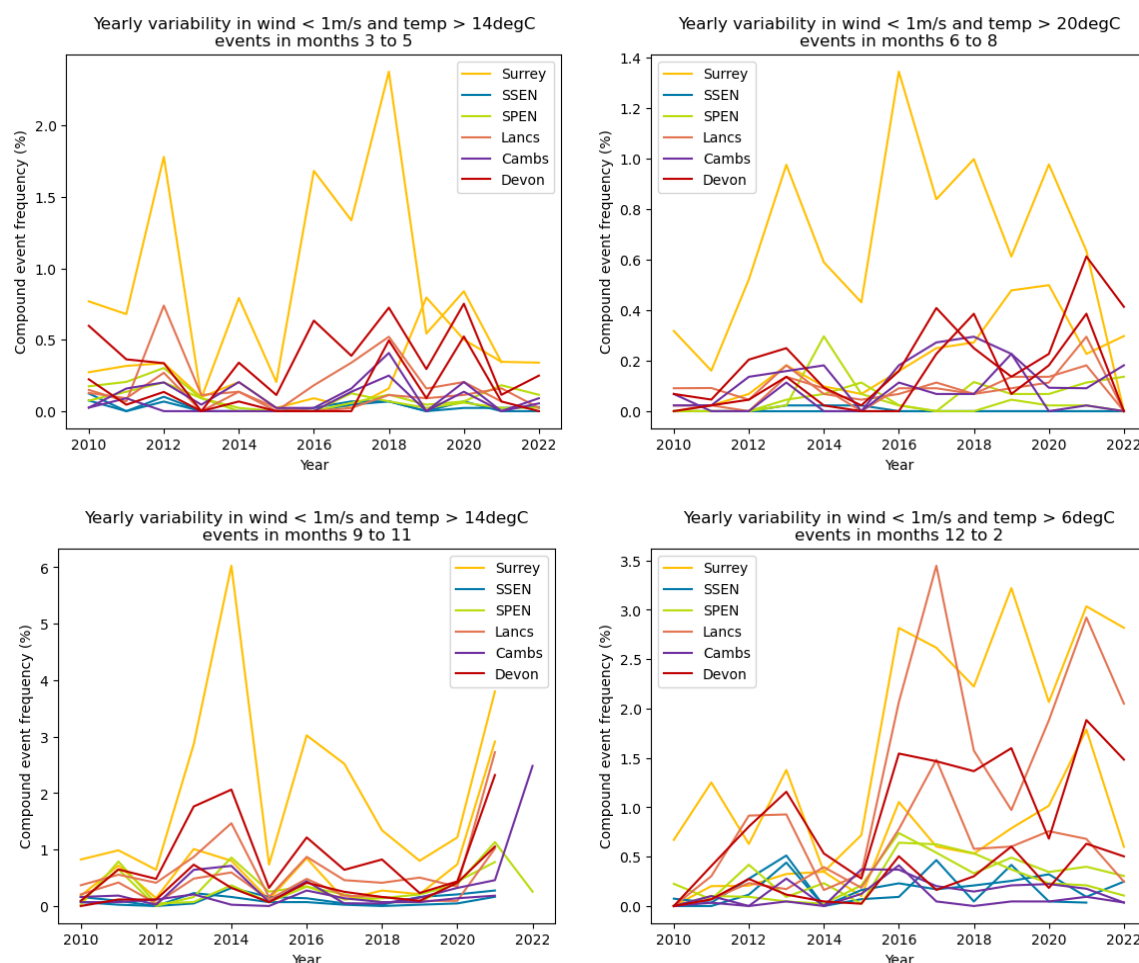 Yearly variability in wind < 1m/s and temp > 14degC
events in months 3 to 5
Compound event frequency (%)
2.0
1.5
1.0
0.5
0.0
2010 2012 2014 2016 2018 2020 2022
Year
Surrey
SSEN
SPEN
Lancs
Cambs
Devon
Yearly variability in wind < 1m/s and temp > 20degC
events in months 6 to 8
Compound event frequency (%)
1.4
1.2
1.0
0.8
0.6
0.4
0.2
0.0
2010 2012 2014 2016 2018 2020 2022
Year
Surrey
SSEN
SPEN
Lancs
Cambs
Devon
Yearly variability in wind < 1m/s and temp > 14degC
events in months 9 to 11
Compound event frequency (%)
6
5
4
3
2
1
0
2010 2012 2014 2016 2018 2020 2022
Year
Surrey
SSEN
SPEN
Lancs
Cambs
Devon
Yearly variability in wind < 1m/s and temp > 6degC
events in months 12 to 2
Compound event frequency (%)
3.5
3.0
2.5
2.0
1.5
1.0
0.5
0.0
2010 2012 2014 2016 2018 2020 2022
Year
Surrey
SSEN
SPEN
Lancs
Cambs
Devon